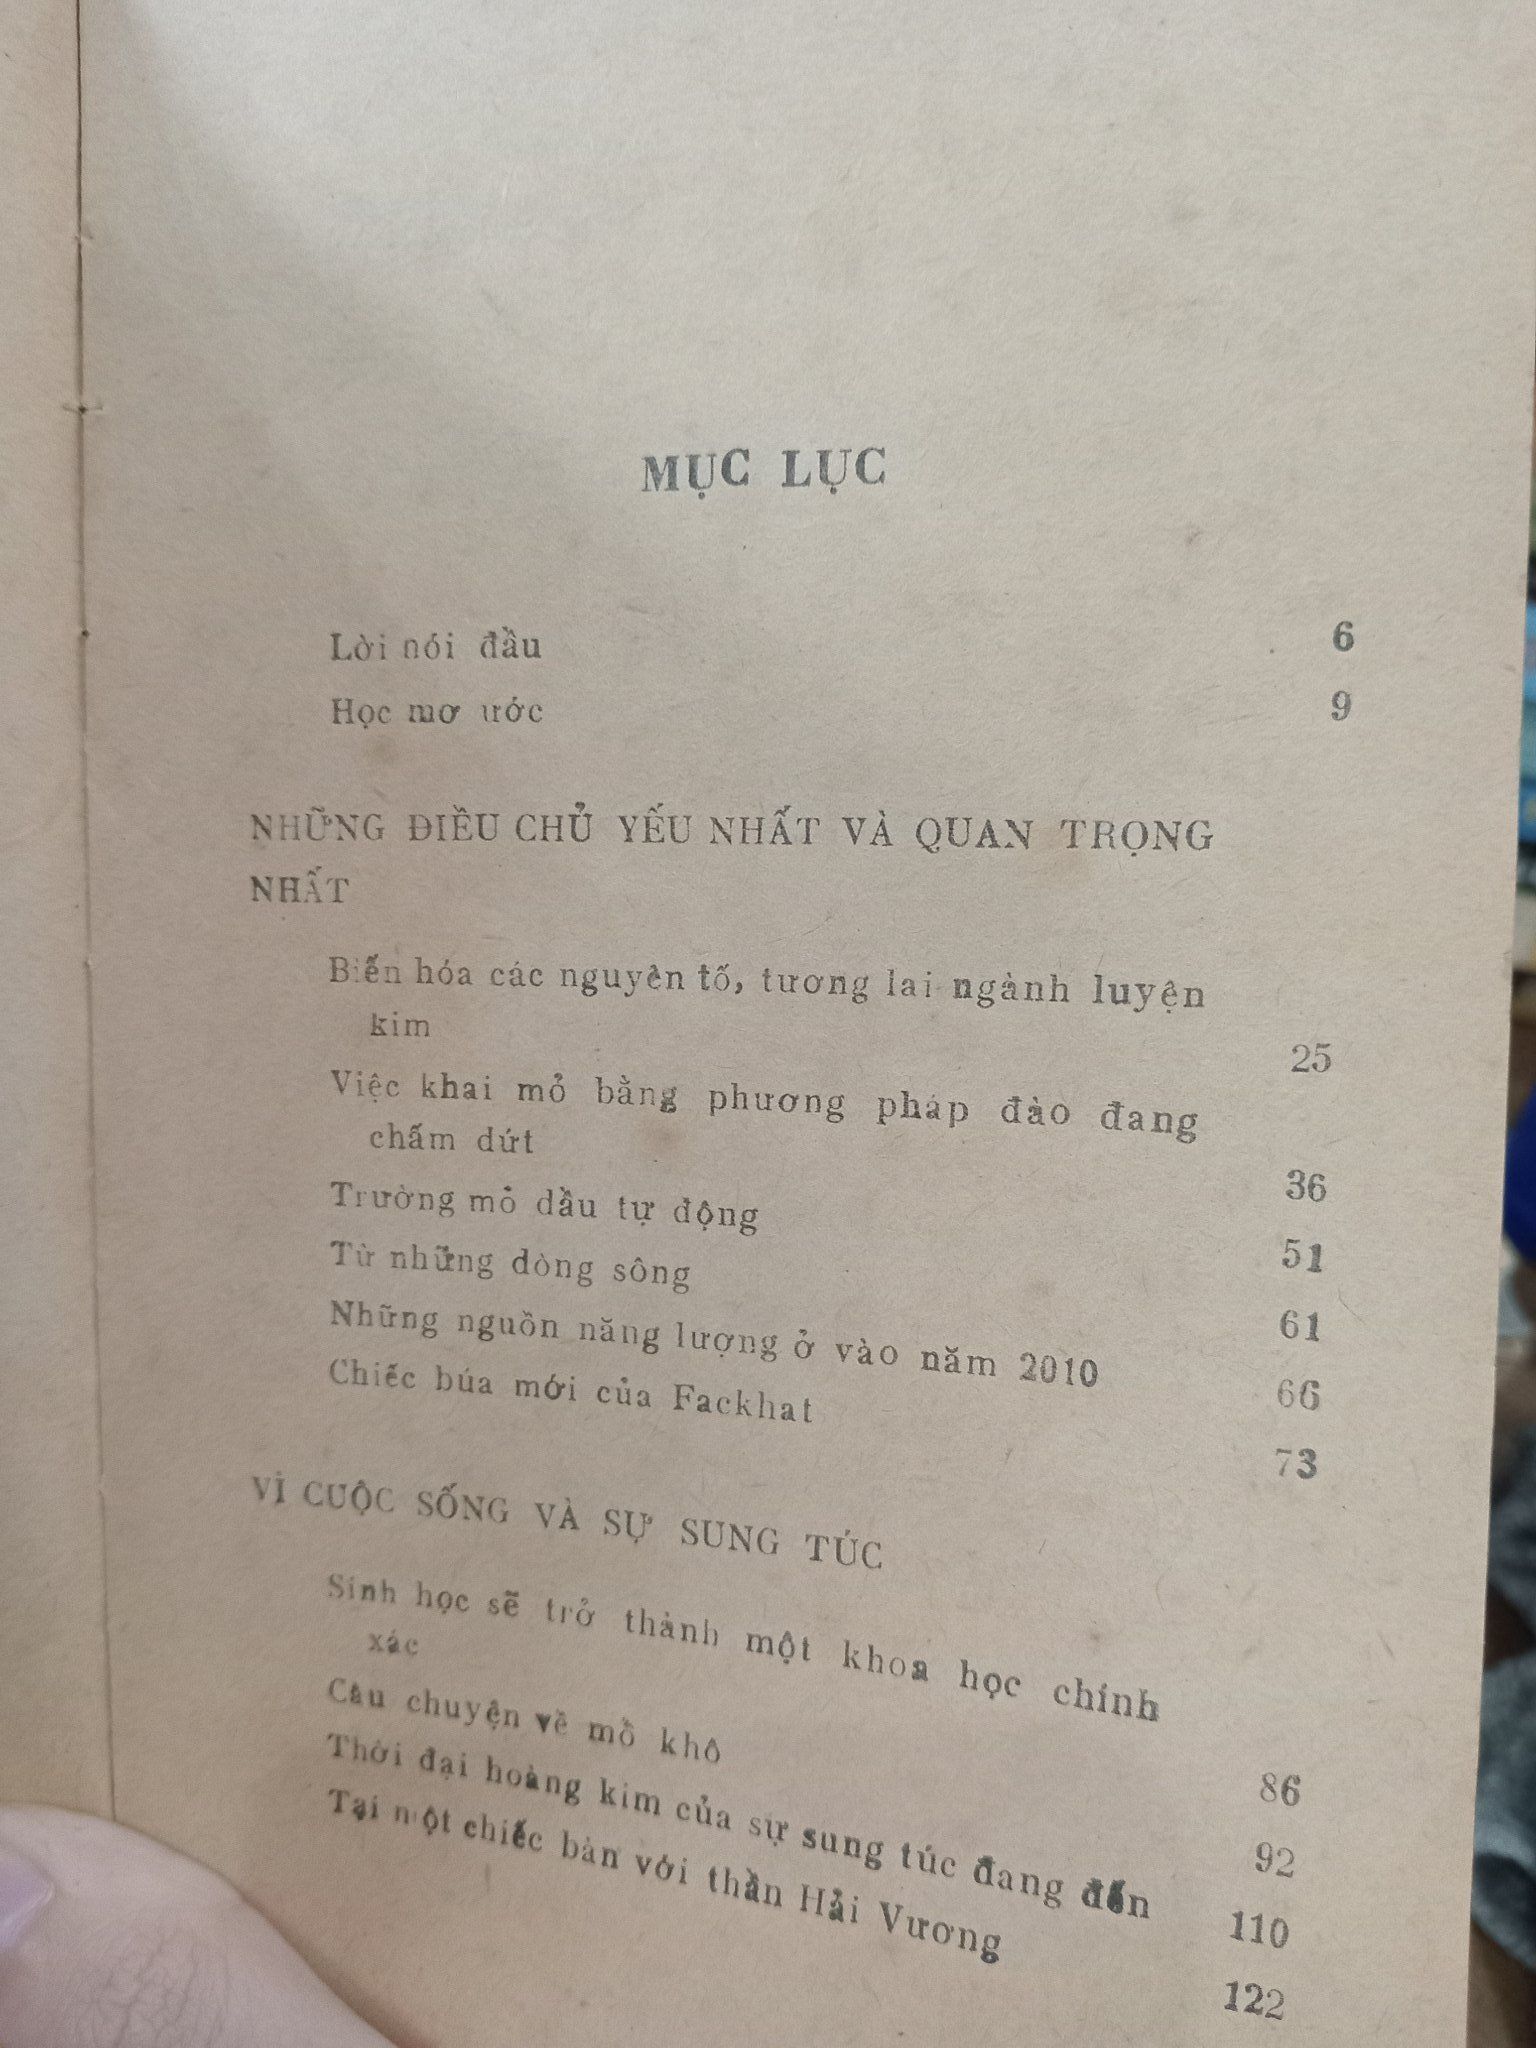 MỤC LỤC
Lời nói đầu 6
Học mơ ước 9
NHỮNG ĐIỀU CHỦ YẾU NHẤT VÀ QUAN TRỌNG
NHẤT
Biến hóa các nguyên tố, tương lai ngành luyện
kim 25
Việc khai mỏ bằng phương pháp đào đang
chấm dứt 36
Trường mỏ dầu tự động 51
Từ những dòng sông 61
Những nguồn năng lượng ở vào năm 2010 66
Chiếc búa mới của Fackhat 73
VÌ CUỘC SỐNG VÀ SỰ SUNG TÚC
Sinh học sẽ trở thành một khoa học chính
xác 86
Câu chuyện về mồ khô 92
Thời đại hoàng kim của sự sung túc đang đến 110
Tại một chiếc bàn với thần Hải Vương 122